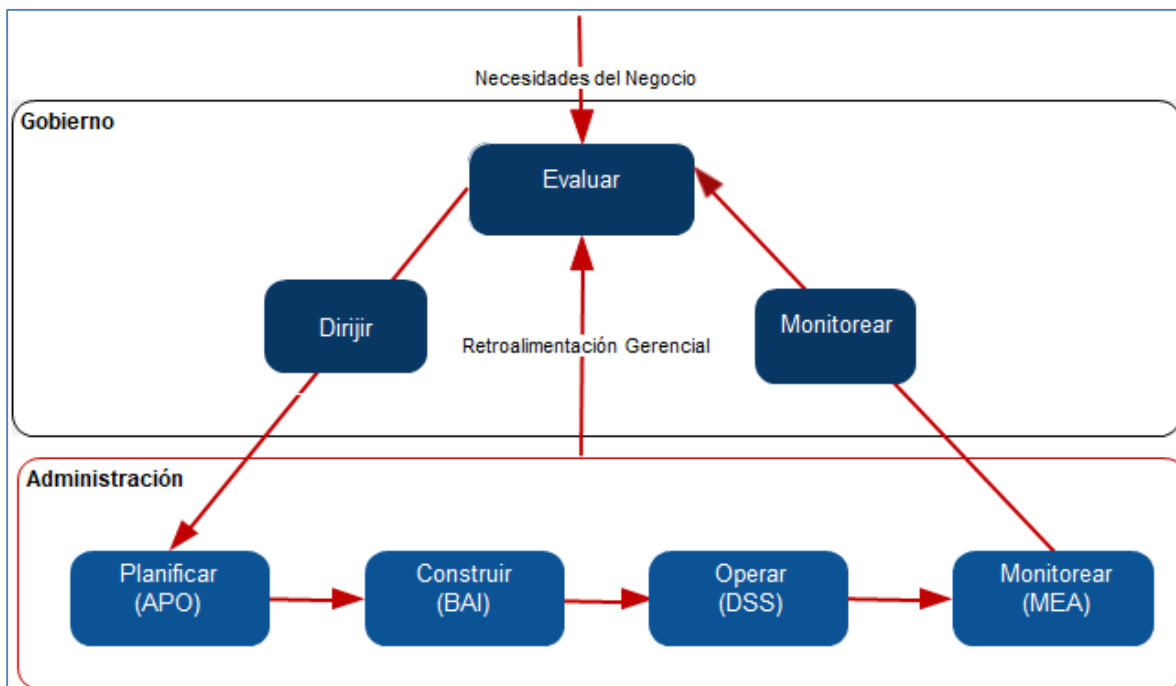 Necesidades del Negocio
Gobierno
Evaluar
Dirijir
Monitorear
Retroalimentación Gerencial
Administración
Planificar
(APO)
Construir
(BAI)
Operar
(DSS)
Monitorear
(MEA)